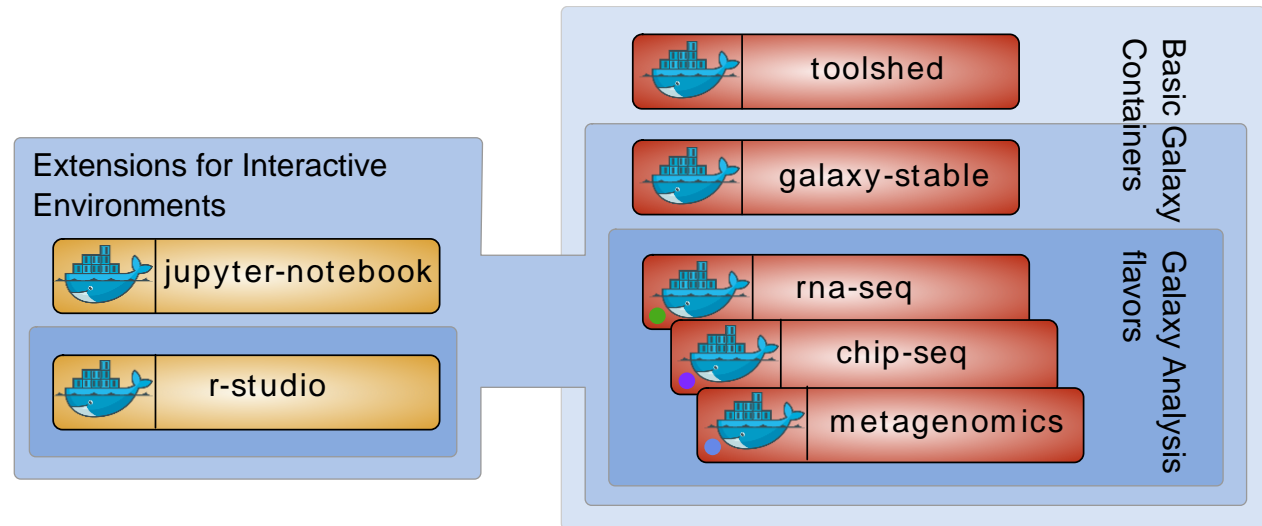 Extensions for Interactive
Environments
jupyter-notebook
r-studio
toolshed
galaxy-stable
rna-seq
chip-seq
metagenomics
Basic Galaxy
Containers
Galaxy Analysis
flavors